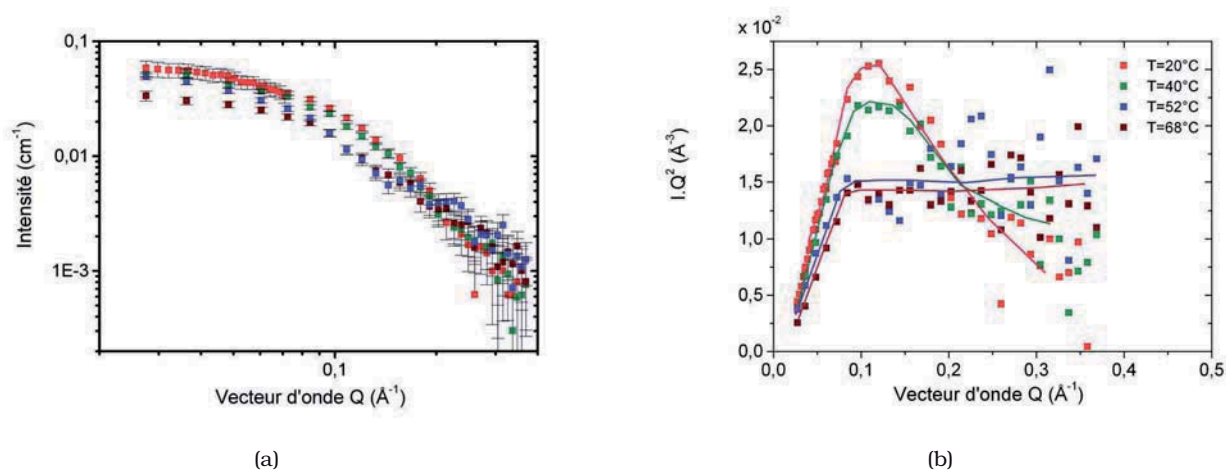 0,1
0,01
1E-3
Intensité (cm⁻¹)
0,1
Vecteur d'onde Q (Å⁻¹)
(a)
x 10⁻²
2,5
2,0
1,5
1,0
0,5
0,0
I.Q² (Å⁻³)
T=20°C
T=40°C
T=52°C
T=68°C
0,0 0,1 0,2 0,3 0,4 0,5
Vecteur d'onde Q (Å⁻¹)
(b)